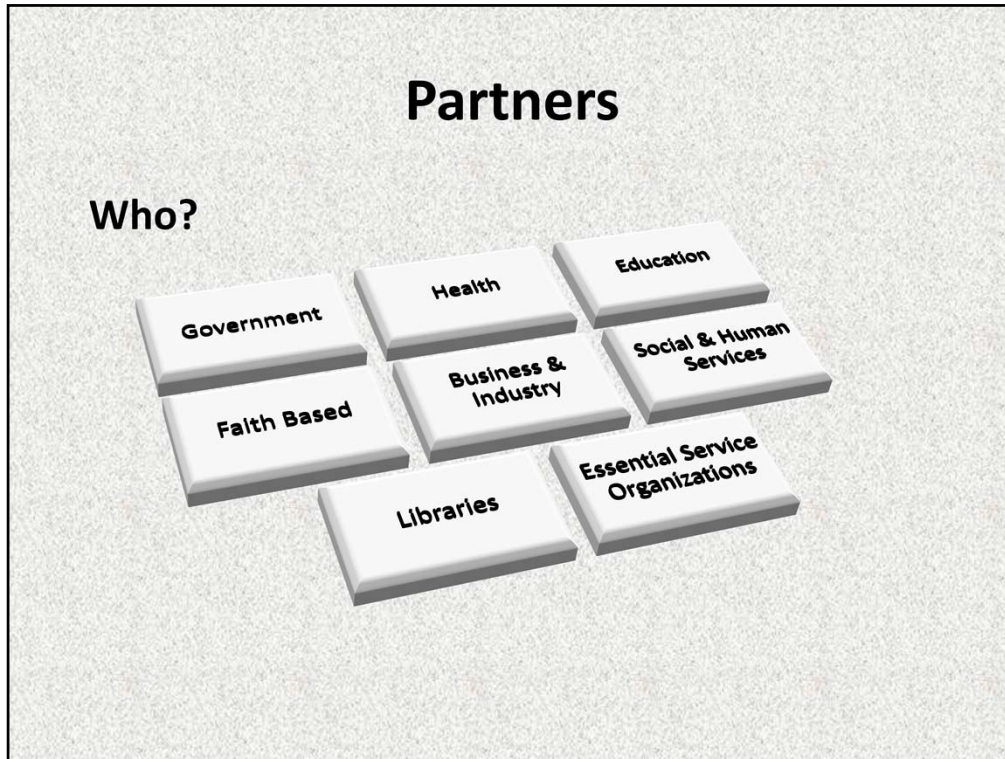 Partners
Who?
Government
Health
Education
Faith Based
Business &
Industry
Social & Human
Services
Libraries
Essential Service
Organizations